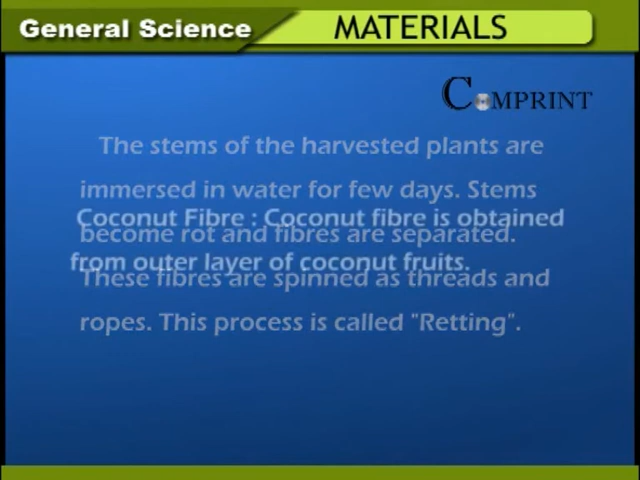 General Science
MATERIALS
COMPRINT
The stems of the harvested plants are
immersed in water for few days. Stems
Coconut Fibre : Coconut fibre is obtained
become rot and fibres are separated.
from outer layer of coconut fruits.
These fibres are spinned as threads and
ropes. This process is called "Retting".